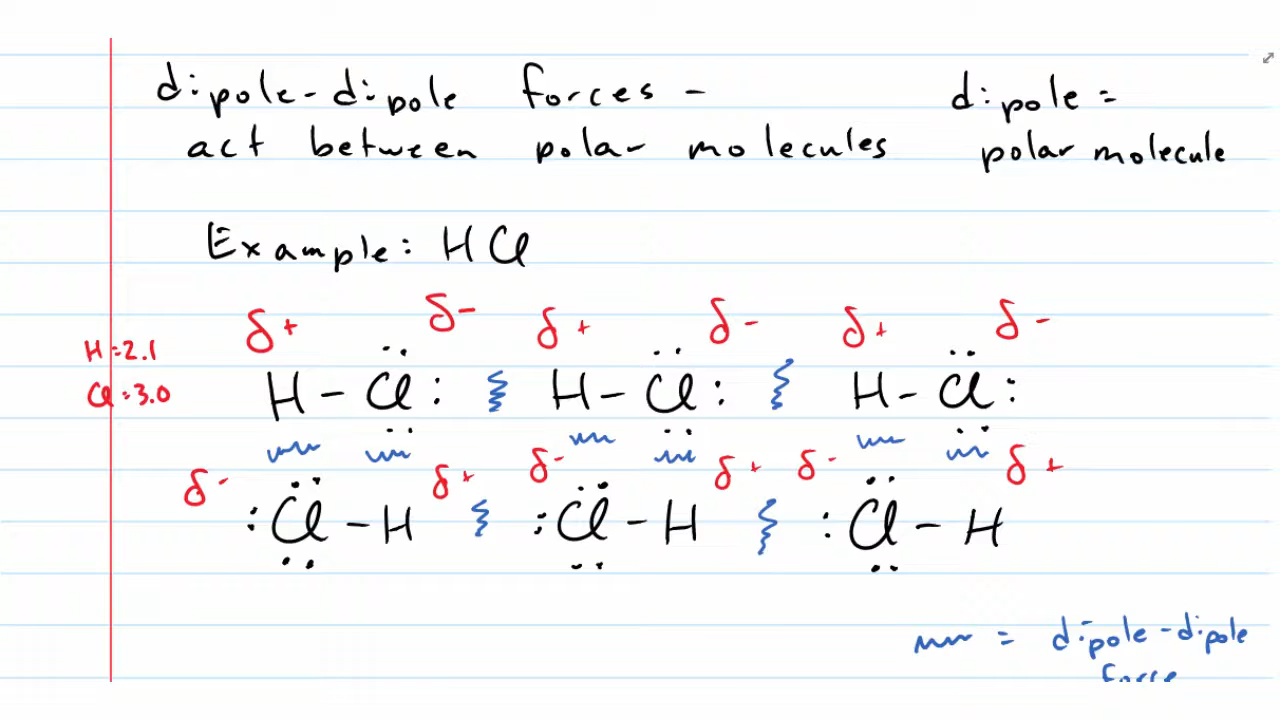 dipole-dipole forces -
act between polar molecules
dipole =
polar molecule
Example: HCl
δ+ δ- δ+ δ- δ+ δ-
H = 2.1
Cl = 3.0
H - Cl: H - Cl: H - Cl:
δ- δ+ δ- δ+ δ- δ+
:Cl - H :Cl - H :Cl - H
= dipole-dipole
force